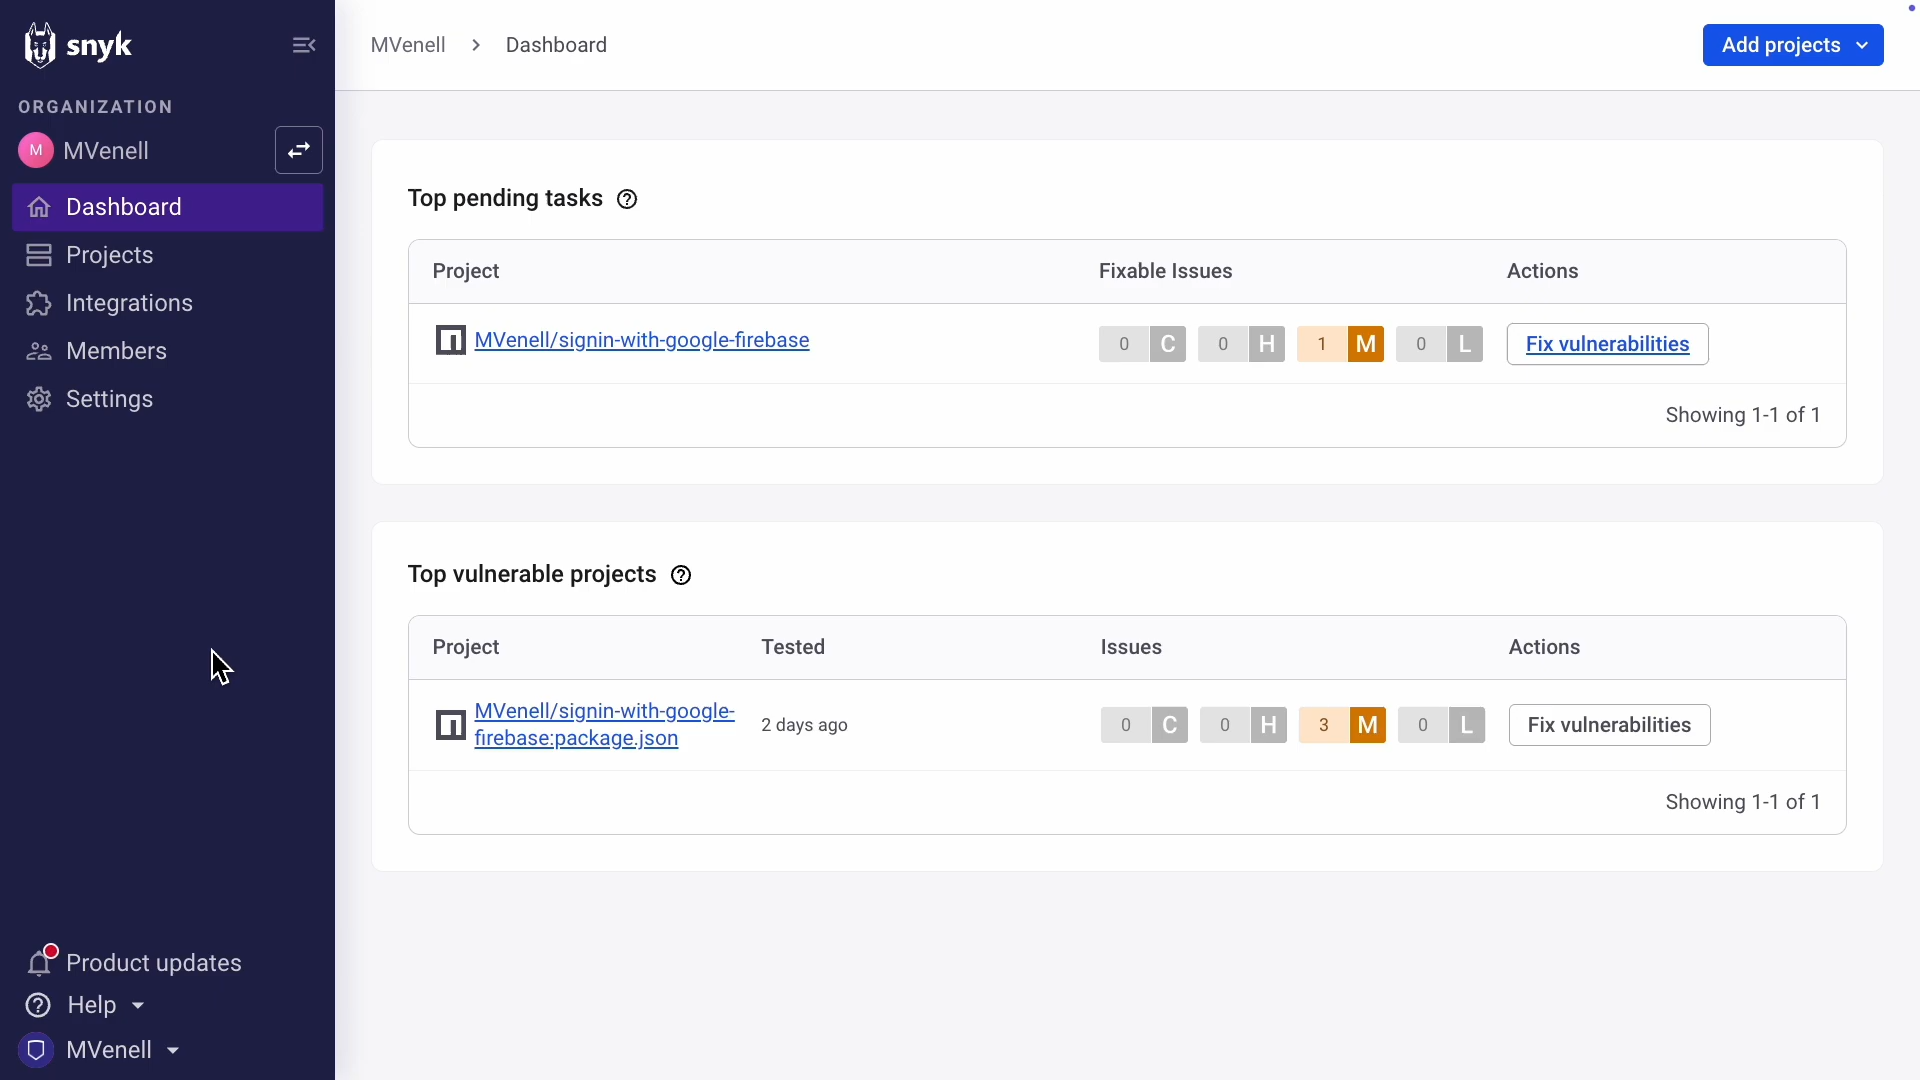 snyk
ORGANIZATION
M MVenell
Dashboard
Projects
Integrations
Members
Settings
Product updates
Help
MVenell
MVenell > Dashboard
Add projects
Top pending tasks
Project Fixable Issues Actions
MVenell/signin-with-google-firebase 0 C 0 H 1 M 0 L Fix vulnerabilities
Showing 1-1 of 1
Top vulnerable projects
Project Tested Issues Actions
MVenell/signin-with-google-
firebase:package.json 2 days ago 0 C 0 H 3 M 0 L Fix vulnerabilities
Showing 1-1 of 1